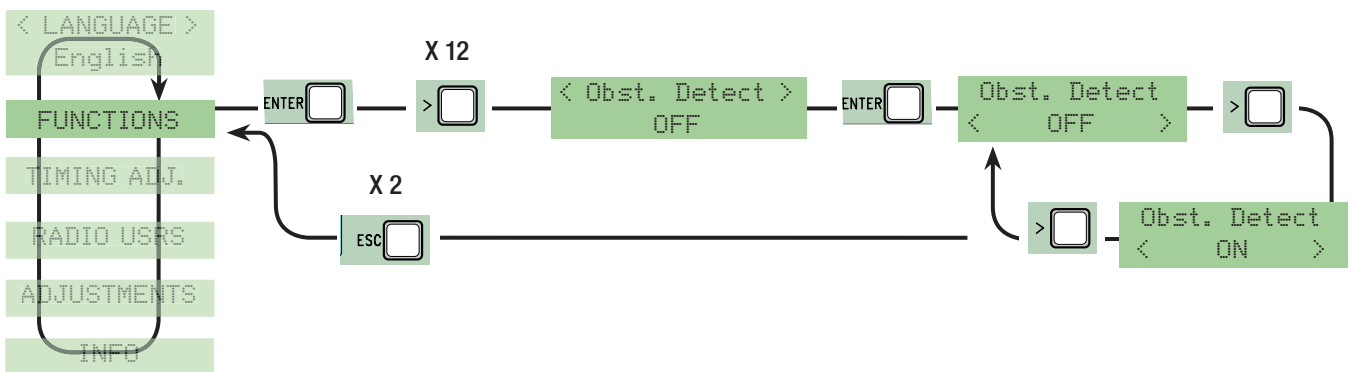 < LANGUAGE >
English
FUNCTIONS
TIMING ADJ.
RADIO USRS
ADJUSTMENTS
INFO
ENTER
X 12
>
< Obst. Detect >
OFF
ENTER
Obst. Detect
< OFF >
>
X 2
ESC
>
Obst. Detect
< ON >